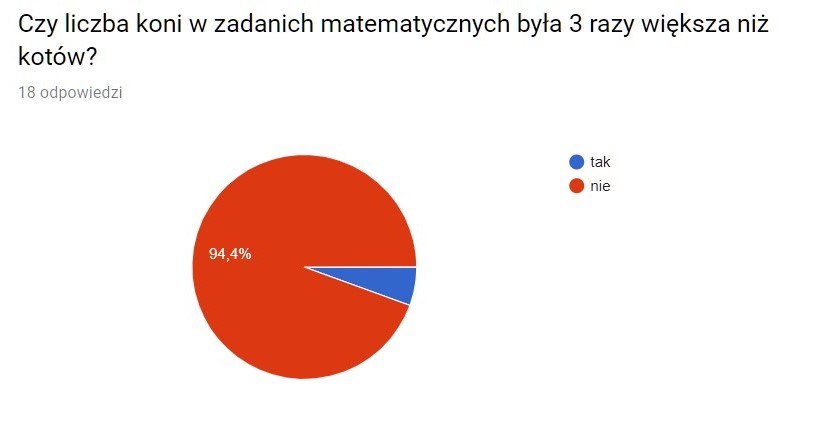 Czy liczba koni w zadanich matematycznych była 3 razy większa niż
kotów?
18 odpowiedzi
tak
nie
94,4%